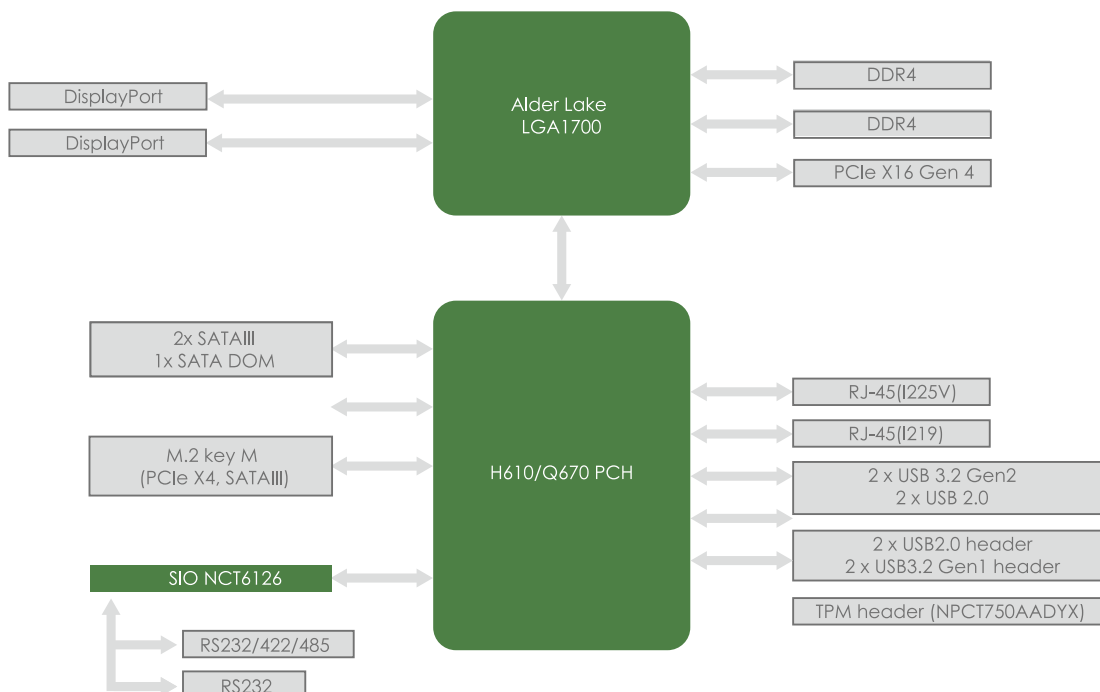 DisplayPort
DisplayPort
Alder Lake
LGA1700
DDR4
DDR4
PCIe X16 Gen 4
2x SATAIII
1x SATA DOM
M.2 key M
(PCIe X4, SATAIII)
SIO NCT6126
RS232/422/485
RS232
H610/Q670 PCH
RJ-45(I225V)
RJ-45(I219)
2 x USB 3.2 Gen2
2 x USB 2.0
2 x USB2.0 header
2 x USB3.2 Gen1 header
TPM header (NPCT750AADYX)